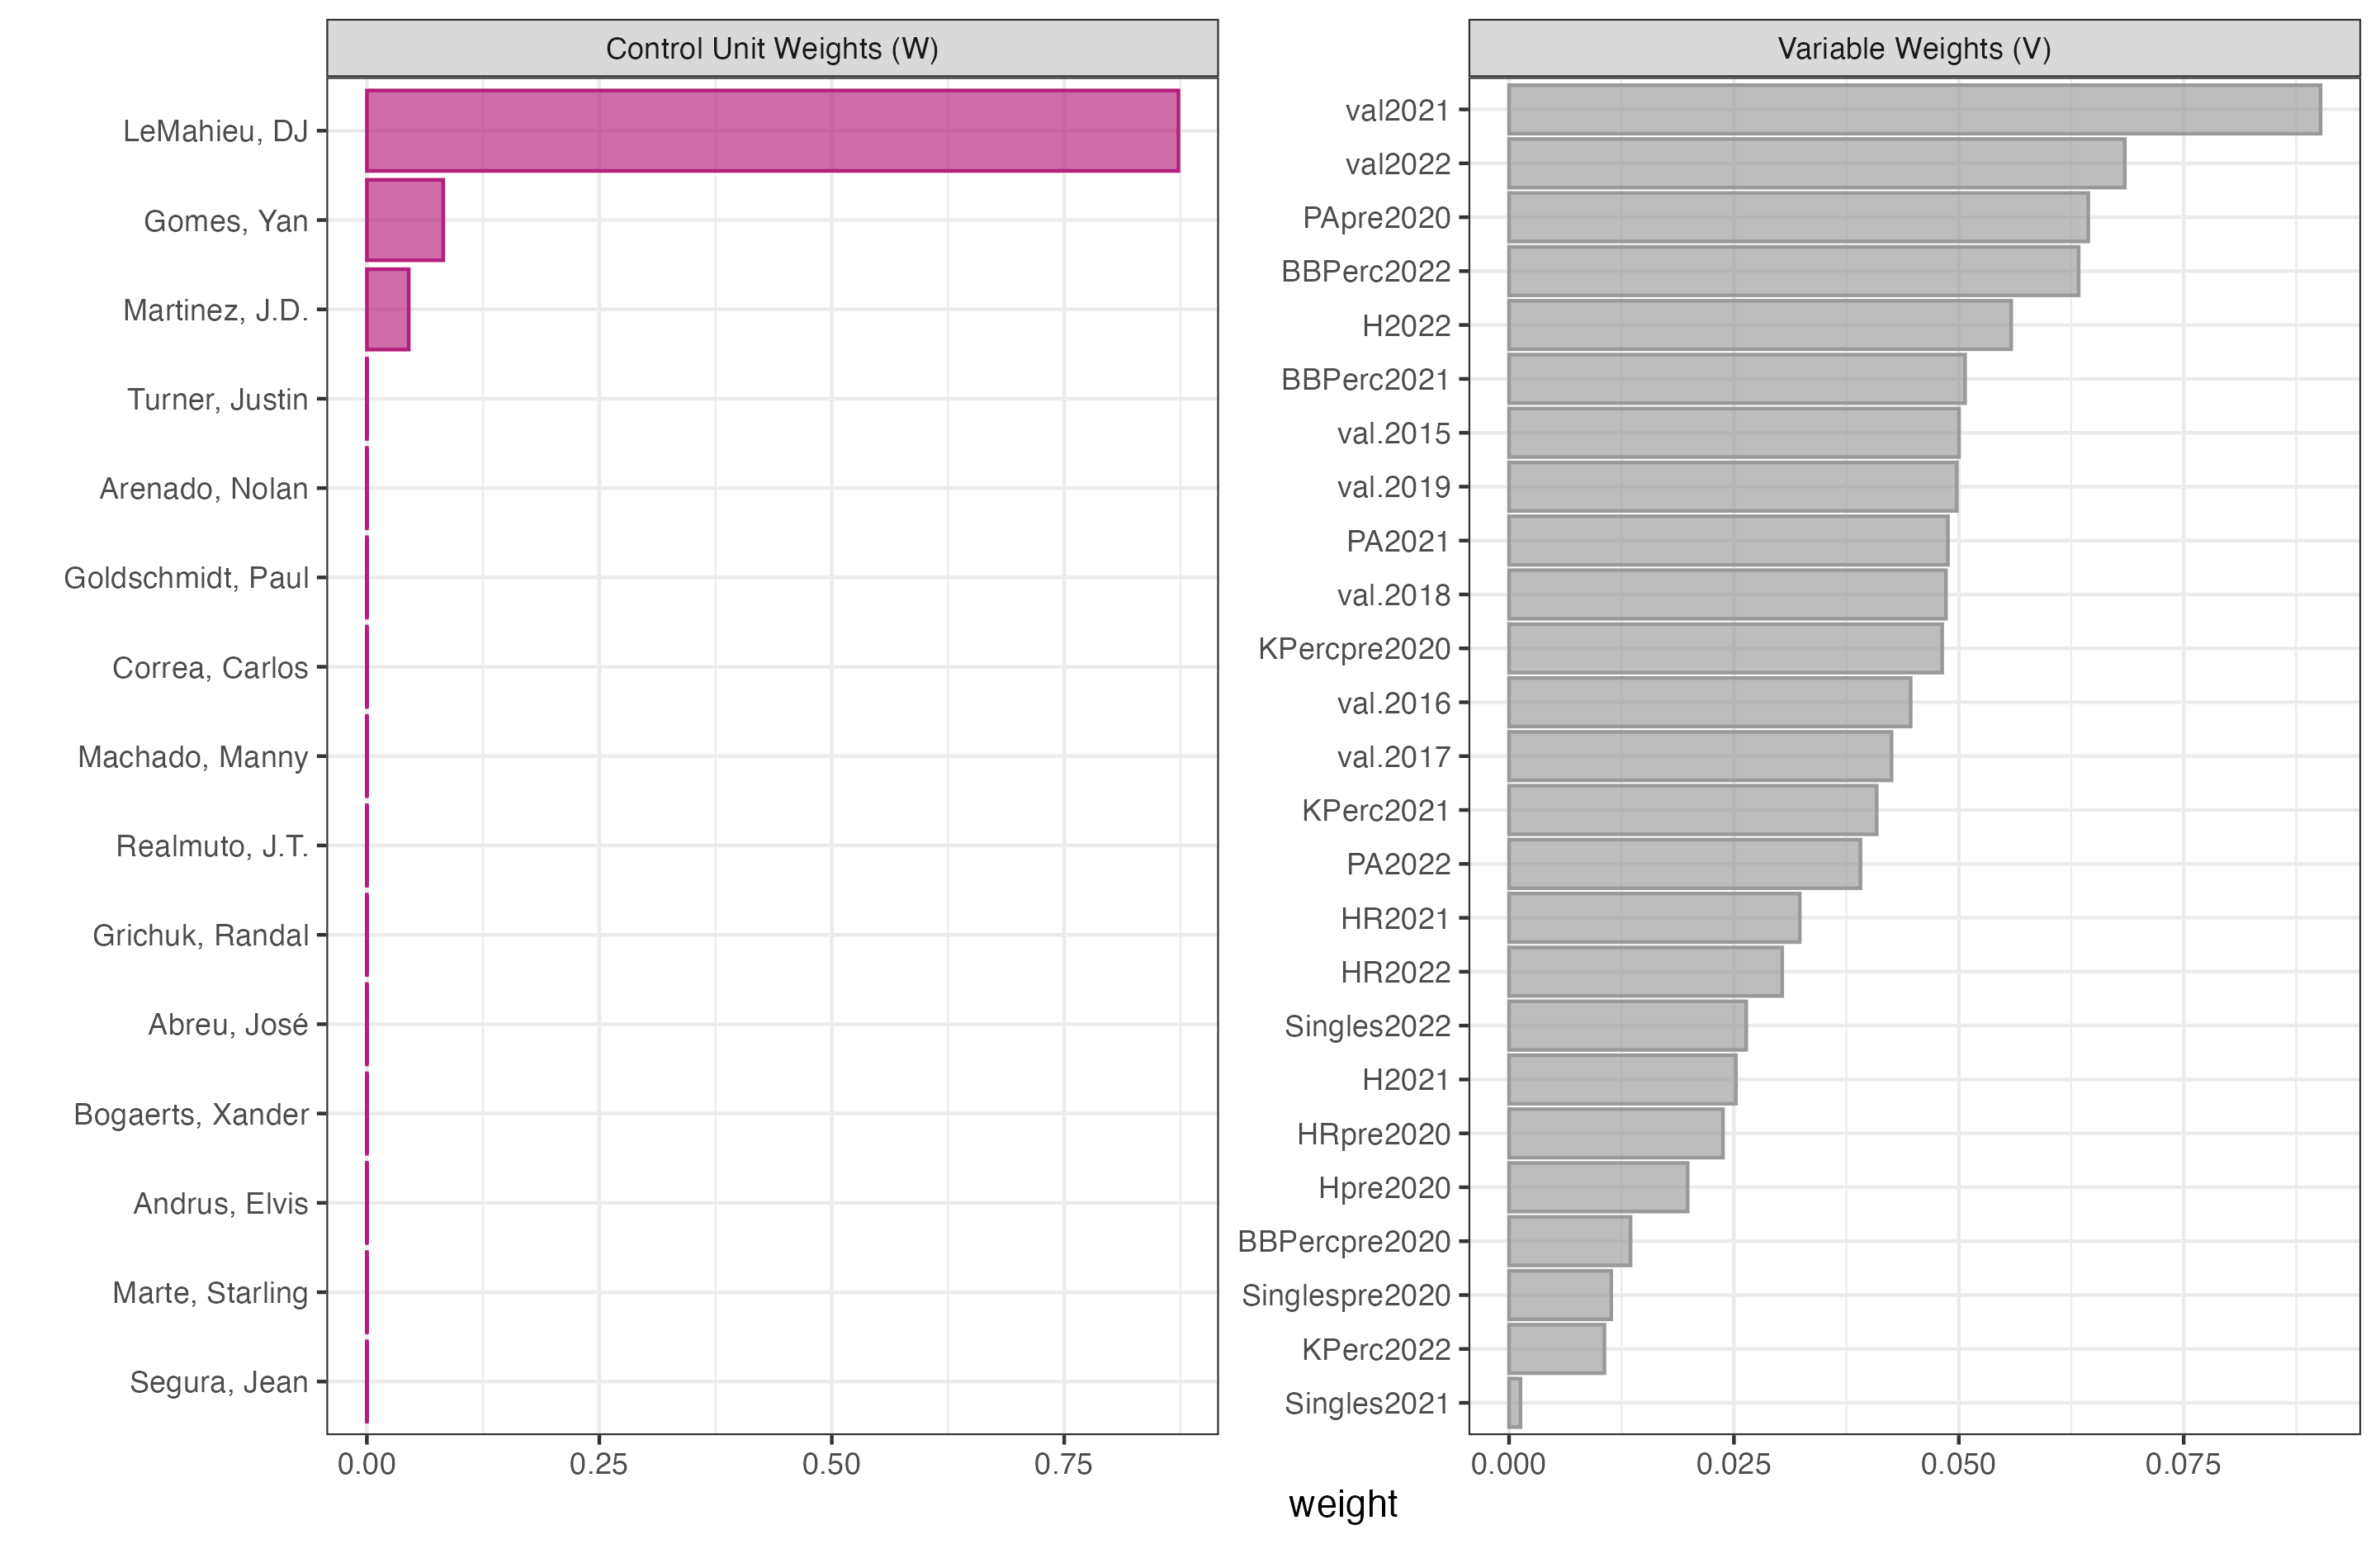 Control Unit Weights (W)
LeMahieu, DJ
Gomes, Yan
Martinez, J.D.
Turner, Justin
Arenado, Nolan
Goldschmidt, Paul
Correa, Carlos
Machado, Manny
Realmuto, J.T.
Grichuk, Randal
Abreu, José
Bogaerts, Xander
Andrus, Elvis
Marte, Starling
Segura, Jean
0.00 0.25 0.50 0.75
Variable Weights (V)
val2021
val2022
PApre2020
BBPerc2022
H2022
BBPerc2021
val.2015
val.2019
PA2021
val.2018
KPercpre2020
val.2016
val.2017
KPerc2021
PA2022
HR2021
HR2022
Singles2022
H2021
HRpre2020
Hpre2020
BBPercpre2020
Singlespre2020
KPerc2022
Singles2021
0.000 0.025 0.050 0.075
weight